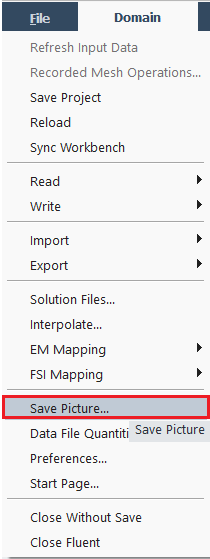 File Domain
Refresh Input Data
Recorded Mesh Operations...
Save Project
Reload
Sync Workbench
Read
Write
Import
Export
Solution Files...
Interpolate...
EM Mapping
FSI Mapping
Save Picture...
Data File Save Picture
Preferences...
Start Page...
Close Without Save
Close Fluent